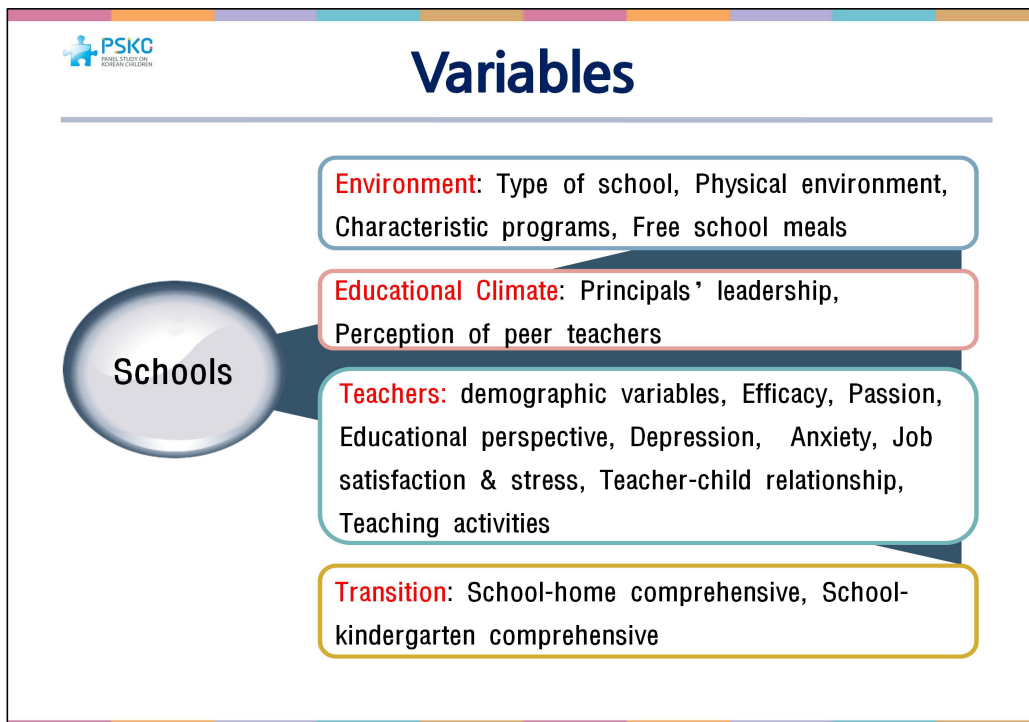 PSKC
PANEL STUDY ON
KOREAN CHILDREN
Variables
Environment: Type of school, Physical environment,
Characteristic programs, Free school meals
Educational Climate: Principals’ leadership,
Perception of peer teachers
Schools
Teachers: demographic variables, Efficacy, Passion,
Educational perspective, Depression, Anxiety, Job
satisfaction & stress, Teacher-child relationship,
Teaching activities
Transition: School-home comprehensive, School-
kindergarten comprehensive